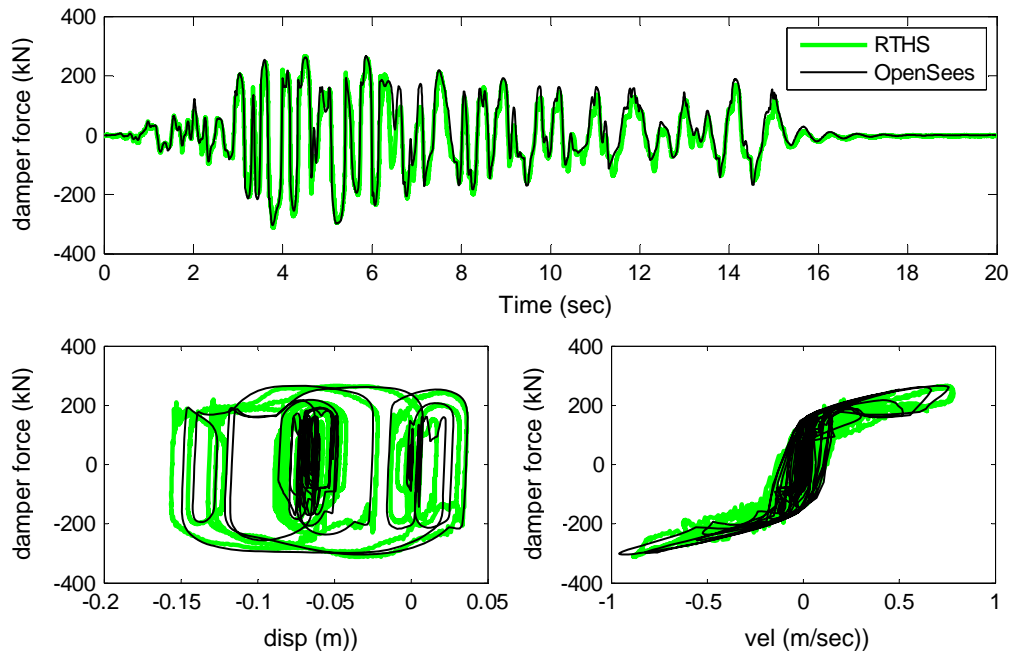 400
200
0
-200
-400
damper force (kN)
RTHS
OpenSees
0 2 4 6 8 10 12 14 16 18 20
Time (sec)
400
200
0
-200
-400
damper force (kN)
-0.2 -0.15 -0.1 -0.05 0 0.05
disp (m))
400
200
0
-200
-400
damper force (kN)
-1 -0.5 0 0.5 1
vel (m/sec))